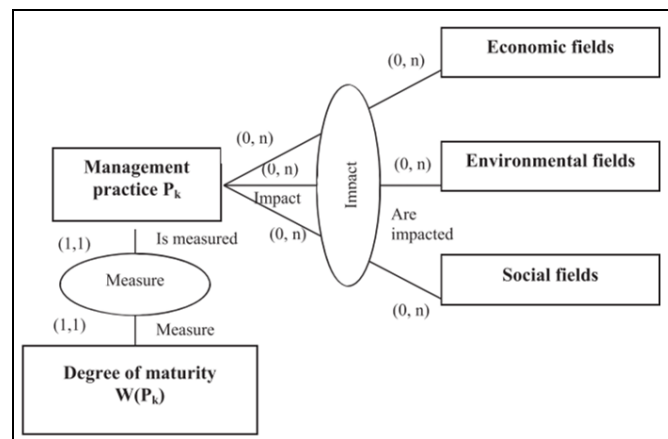 Economic fields
(0, n)
(0, n)
Management
practice Pₖ
(0, n)
Impact
(0, n)
Impact
(0, n)
Environmental fields
Are
impacted
(1,1)
Is measured
Measure
Social fields
(0, n)
(1,1)
Measure
Degree of maturity
W(Pₖ)